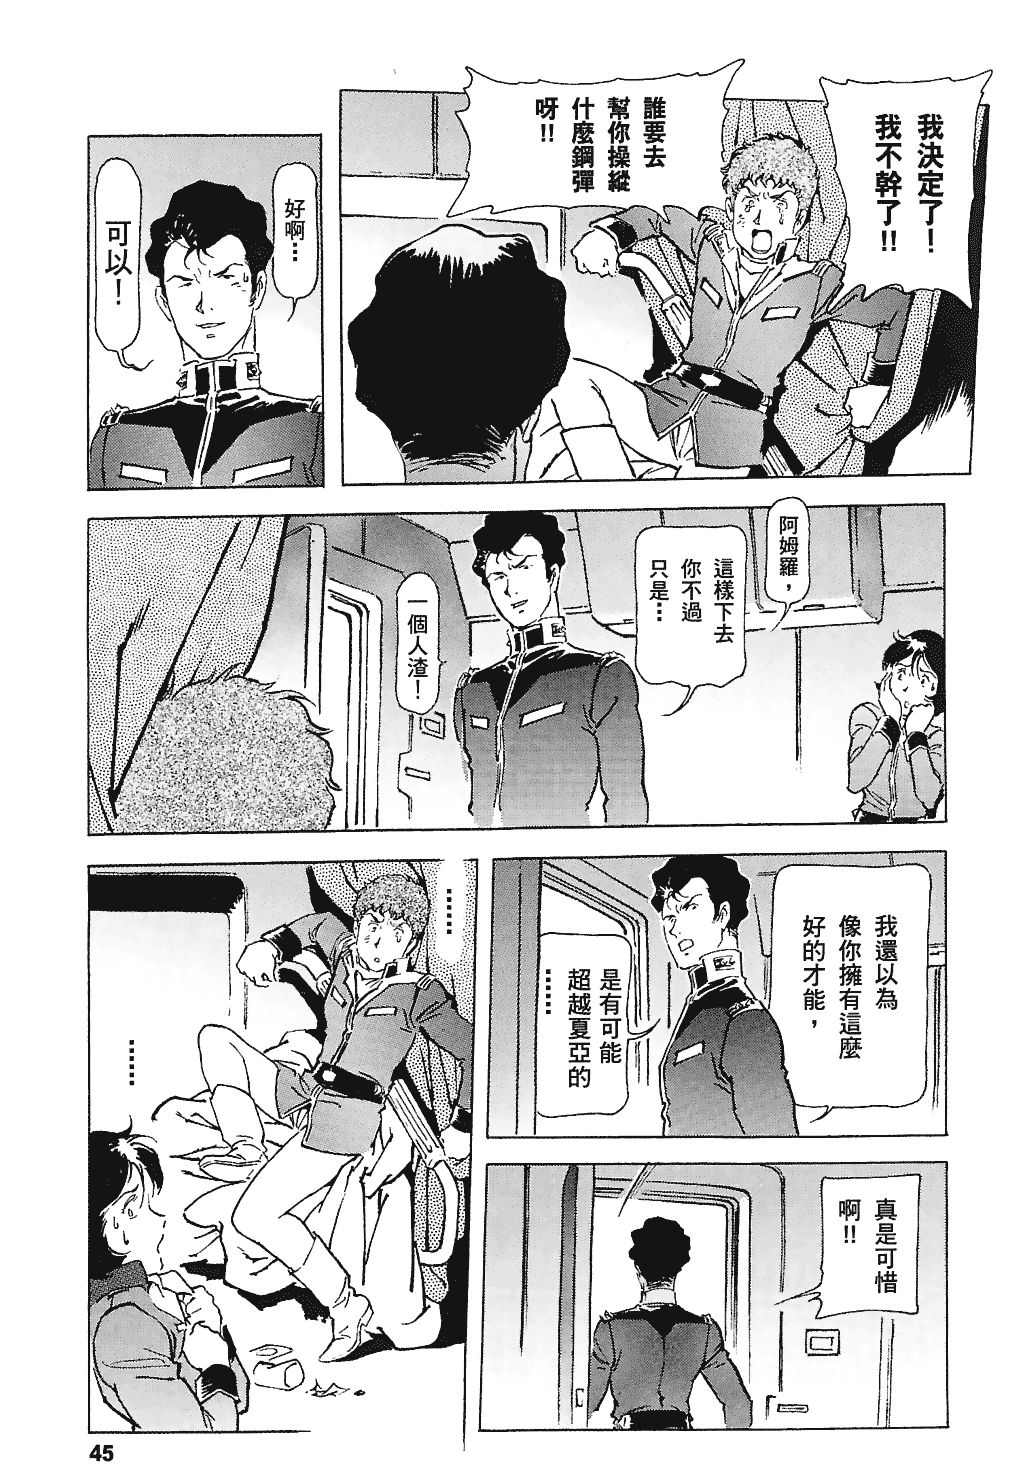 我決定了！
我不幹了!!
誰要去
幫你操縱
什麼鋼彈
呀!!
好啊…
可以！
阿姆羅，
這樣下去
你不過
只是…
一個人渣！
我還以為
像你擁有這麼
好的才能，
是有可能
超越夏亞的
……
……
……
真是可惜
啊!!
45